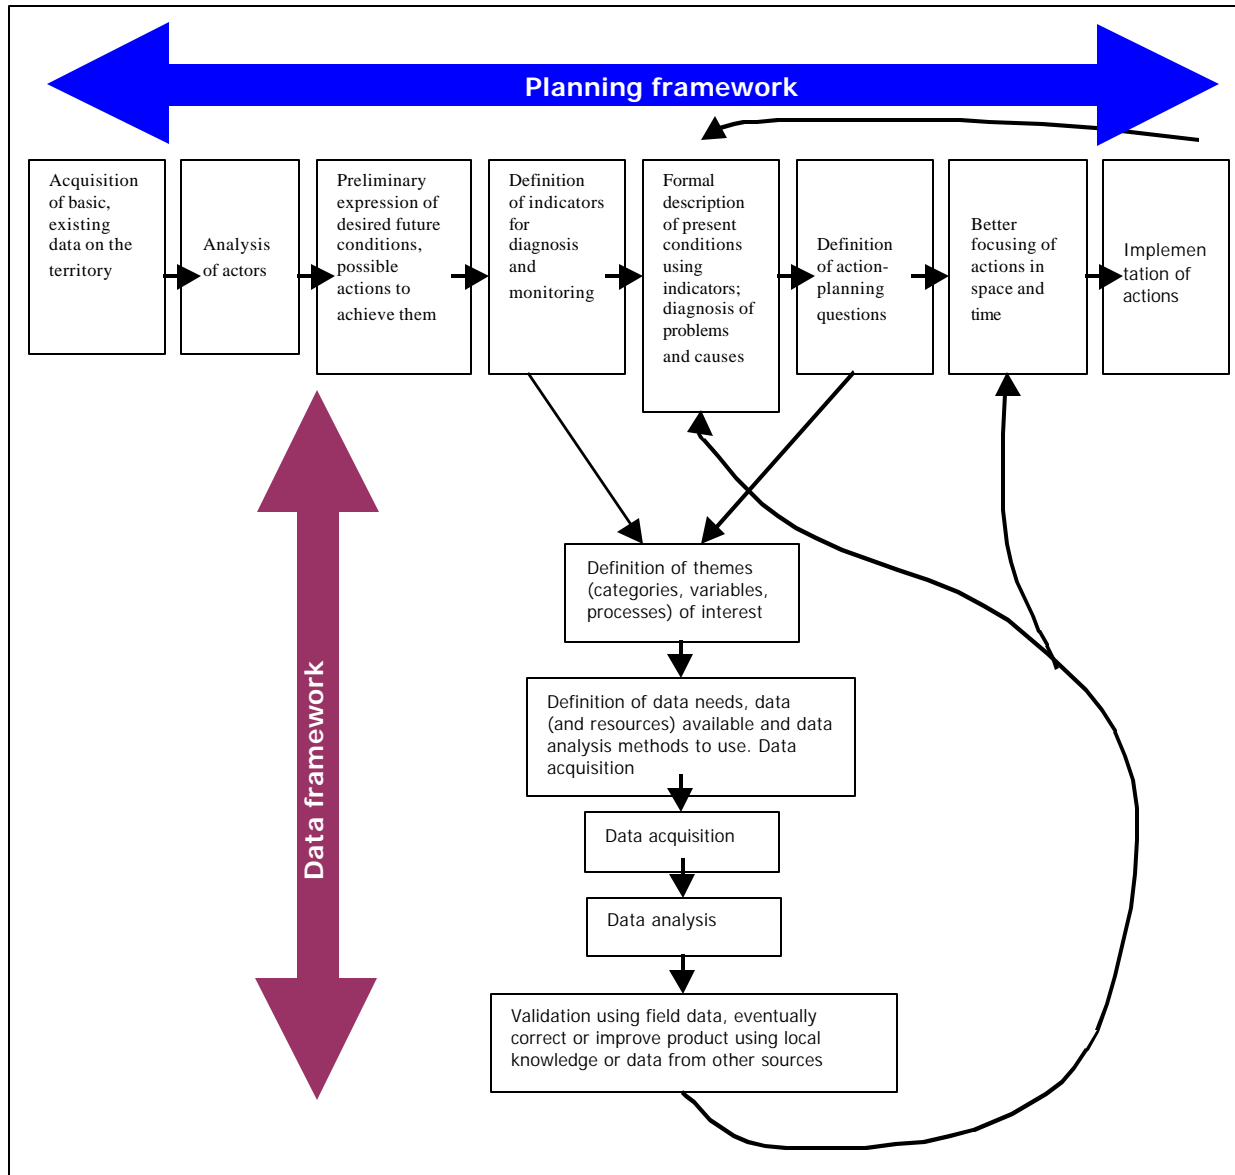 Planning framework
Acquisition
of basic,
existing
data on the
territory
Analysis
of actors
Preliminary
expression of
desired future
conditions,
possible
actions to
achieve them
Definition
of indicators
for
diagnosis
and
monitoring
Formal
description
of present
conditions
using
indicators;
diagnosis of
problems
and causes
Definition
of action-
planning
questions
Better
focusing of
actions in
space and
time
Implemen
tation of
actions
Data framework
Definition of themes
(categories, variables,
processes) of interest
Definition of data needs, data
(and resources) available and data
analysis methods to use. Data
acquisition
Data acquisition
Data analysis
Validation using field data, eventually
correct or improve product using local
knowledge or data from other sources